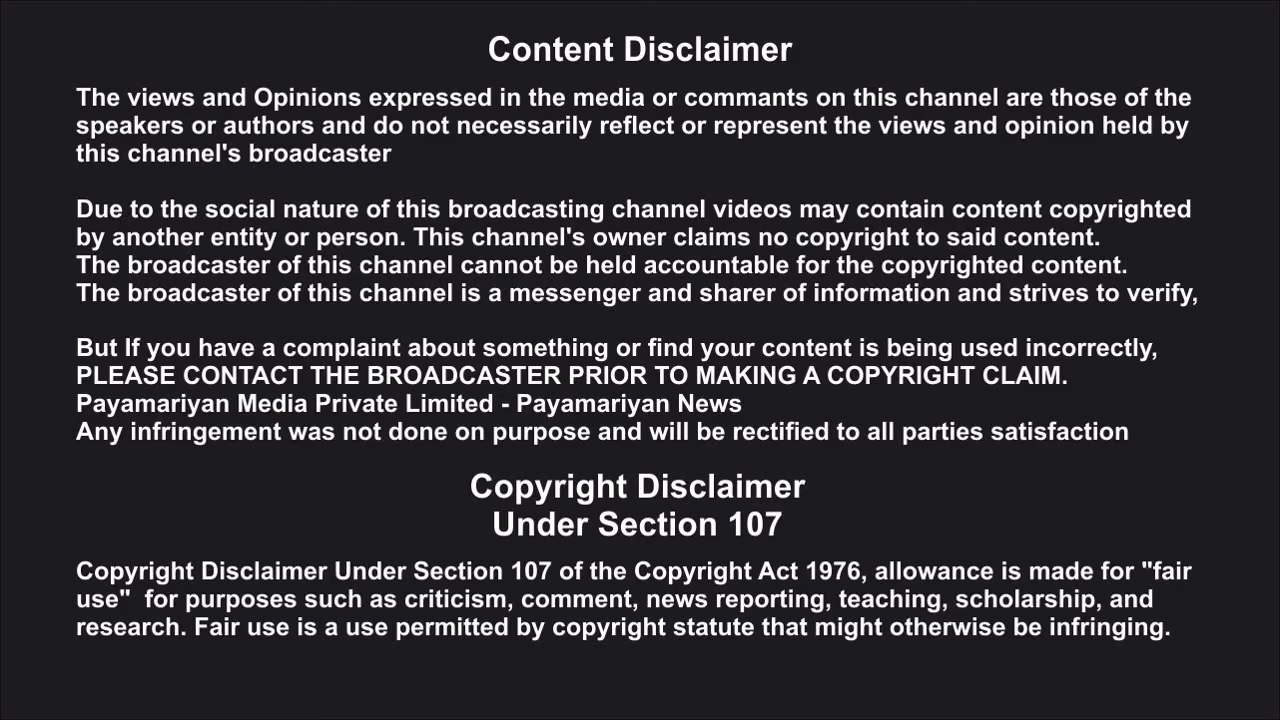 Content Disclaimer
The views and Opinions expressed in the media or commants on this channel are those of the
speakers or authors and do not necessarily reflect or represent the views and opinion held by
this channel's broadcaster
Due to the social nature of this broadcasting channel videos may contain content copyrighted
by another entity or person. This channel's owner claims no copyright to said content.
The broadcaster of this channel cannot be held accountable for the copyrighted content.
The broadcaster of this channel is a messenger and sharer of information and strives to verify,
But If you have a complaint about something or find your content is being used incorrectly,
PLEASE CONTACT THE BROADCASTER PRIOR TO MAKING A COPYRIGHT CLAIM.
Payamariyan Media Private Limited - Payamariyan News
Any infringement was not done on purpose and will be rectified to all parties satisfaction
Copyright Disclaimer
Under Section 107
Copyright Disclaimer Under Section 107 of the Copyright Act 1976, allowance is made for "fair
use"  for purposes such as criticism, comment, news reporting, teaching, scholarship, and
research. Fair use is a use permitted by copyright statute that might otherwise be infringing.